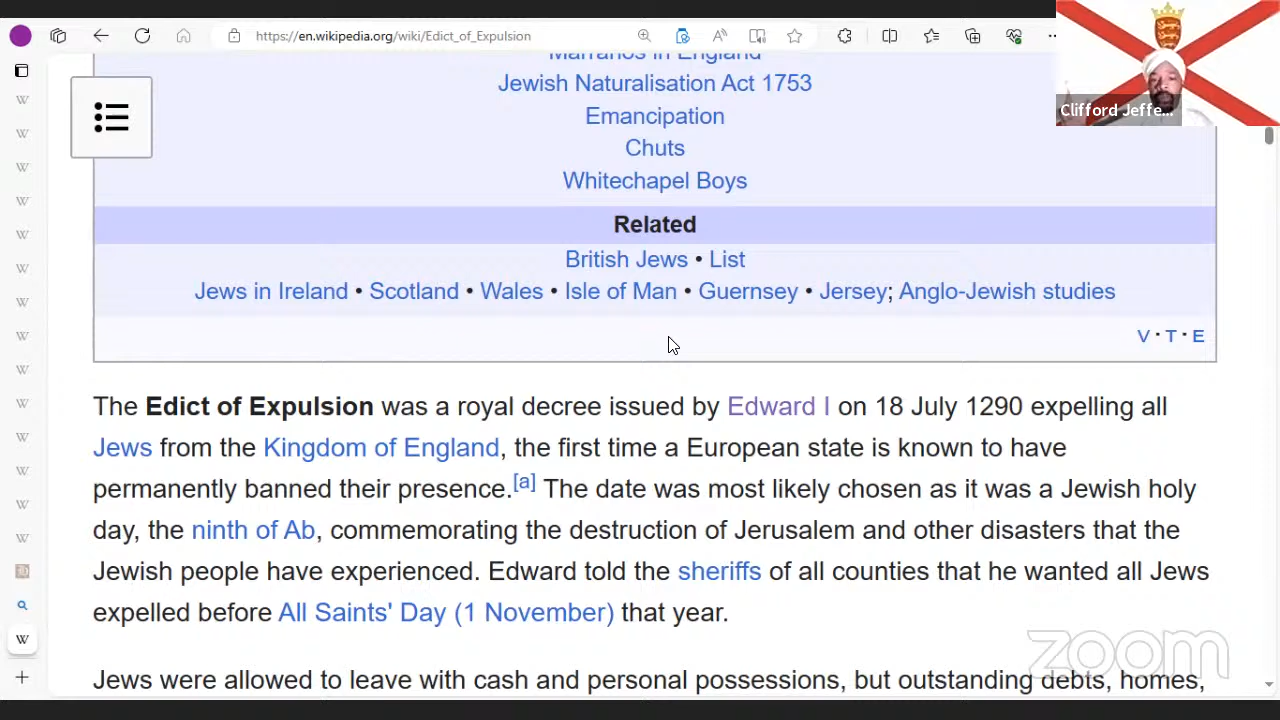 https://en.wikipedia.org/wiki/Edict_of_Expulsion
Clifford Jeffe...
Marranos in England
Jewish Naturalisation Act 1753
Emancipation
Chuts
Whitechapel Boys
Related
British Jews • List
Jews in Ireland • Scotland • Wales • Isle of Man • Guernsey • Jersey; Anglo-Jewish studies
V · T · E
The Edict of Expulsion was a royal decree issued by Edward I on 18 July 1290 expelling all
Jews from the Kingdom of England, the first time a European state is known to have
permanently banned their presence.[a] The date was most likely chosen as it was a Jewish holy
day, the ninth of Ab, commemorating the destruction of Jerusalem and other disasters that the
Jewish people have experienced. Edward told the sheriffs of all counties that he wanted all Jews
expelled before All Saints' Day (1 November) that year.
zoom
Jews were allowed to leave with cash and personal possessions, but outstanding debts, homes,